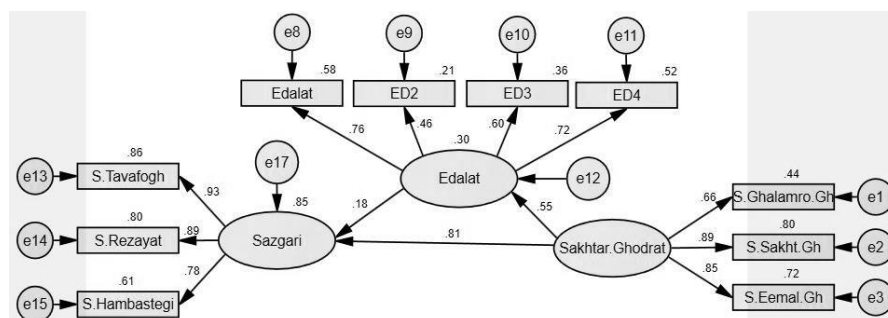 e8
e9
e10
e11
.58
.21
.36
.52
Edalat
ED2
ED3
ED4
.76
.46
.60
.72
.30
Edalat
e12
e17
.86
e13
S.Tavafogh
.93
.85
.18
.55
.44
.66
S.Ghalamro.Gh
e1
.80
e14
S.Rezayat
.89
Sazgari
.81
Sakhtar.Ghodrat
.80
.89
S.Sakht.Gh
e2
.61
.78
e15
S.Hambastegi
.85
.72
S.Eemal.Gh
e3